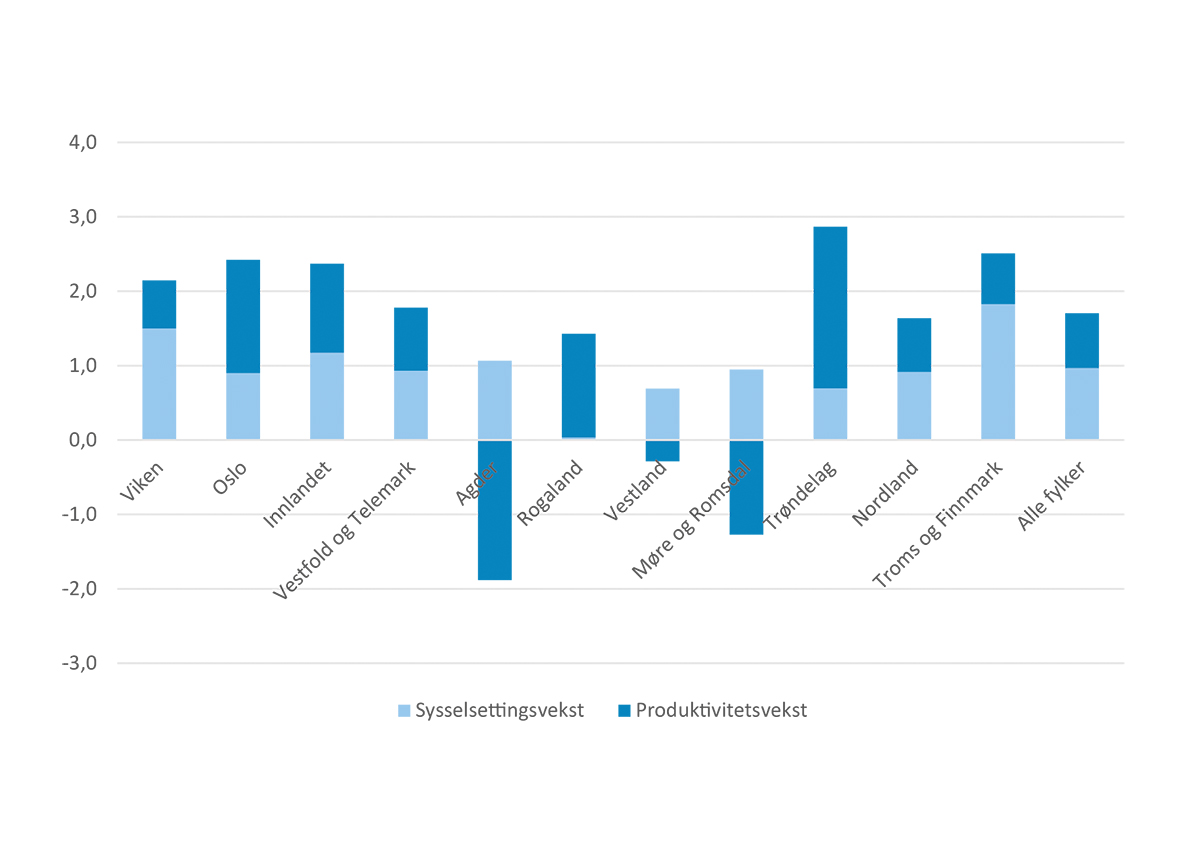 4,0
3,0
2,0
1,0
0,0
-1,0
-2,0
-3,0
Viken
Oslo
Innlandet
Vestfold og Telemark
Agder
Rogaland
Vestland
Møre og Romsdal
Trøndelag
Nordland
Troms og Finnmark
Alle fylker
Sysselsettingsvekst Produktivitetsvekst